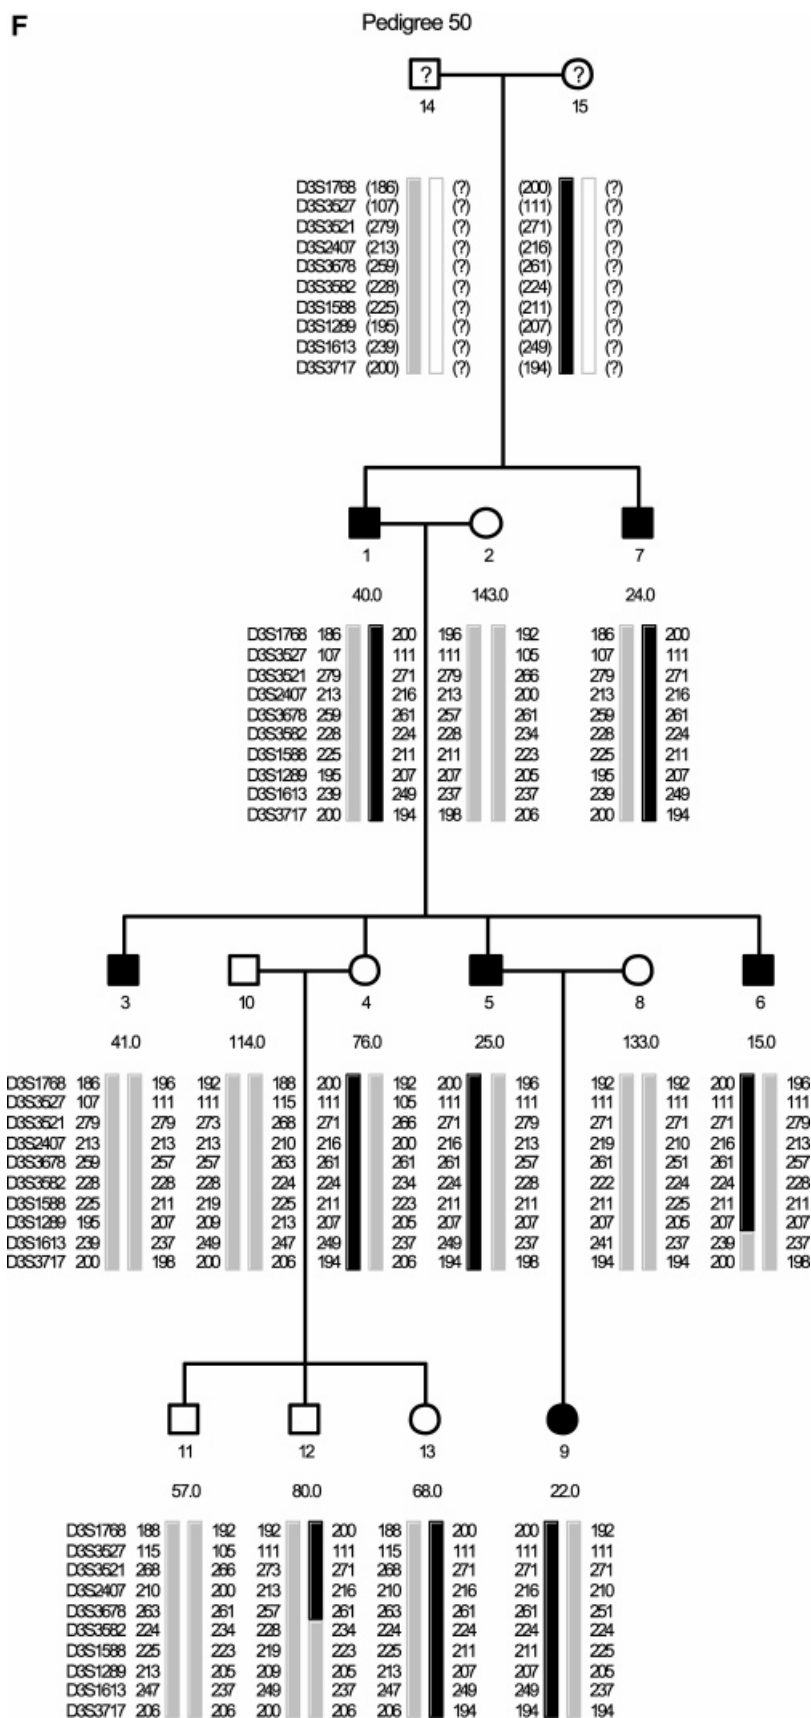 F Pedigree 50
? ?
14 15
D3S1768 (186) (?) (200) (?)
D3S3527 (107) (?) (111) (?)
D3S3521 (279) (?) (271) (?)
D3S2407 (213) (?) (216) (?)
D3S3678 (259) (?) (261) (?)
D3S3582 (228) (?) (224) (?)
D3S1588 (225) (?) (211) (?)
D3S1289 (195) (?) (207) (?)
D3S1613 (239) (?) (249) (?)
D3S3717 (200) (?) (194) (?)
1 2 7
40.0 143.0 24.0
D3S1768 186 200 196 192 186 200
D3S3527 107 111 111 105 107 111
D3S3521 279 271 279 266 279 271
D3S2407 213 216 213 200 213 216
D3S3678 259 261 257 261 259 261
D3S3582 228 224 228 234 228 224
D3S1588 225 211 211 223 225 211
D3S1289 195 207 207 205 195 207
D3S1613 239 249 237 237 239 249
D3S3717 200 194 198 206 200 194
3 10 4 5 8 6
41.0 114.0 76.0 25.0 133.0 15.0
D3S1768 186 196 192 188 200 192 200 196 192 192 200 196
D3S3527 107 111 111 115 111 105 111 111 111 111 111 111
D3S3521 279 279 273 268 271 266 271 279 271 271 271 279
D3S2407 213 213 213 210 216 200 216 213 219 210 216 213
D3S3678 259 257 257 263 261 261 261 257 261 251 261 257
D3S3582 228 228 228 224 224 234 224 228 222 224 224 228
D3S1588 225 211 219 225 211 223 211 211 211 225 211 211
D3S1289 195 207 209 213 207 205 207 207 207 205 207 207
D3S1613 239 237 249 247 249 237 249 237 241 237 239 237
D3S3717 200 198 200 206 194 206 194 198 194 194 200 198
11 12 13 9
57.0 80.0 68.0 22.0
D3S1768 188 192 192 200 188 200 200 192
D3S3527 115 105 111 111 115 111 111 111
D3S3521 268 266 273 271 268 271 271 271
D3S2407 210 200 213 216 210 216 216 210
D3S3678 263 261 257 261 263 261 261 251
D3S3582 224 234 228 234 224 224 224 224
D3S1588 225 223 219 223 225 211 211 225
D3S1289 213 205 209 205 213 207 207 205
D3S1613 247 237 249 237 247 249 249 237
D3S3717 206 206 200 206 206 194 194 194